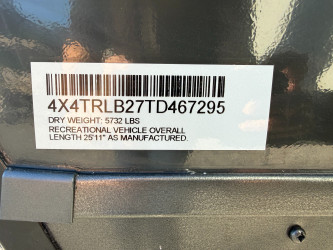 4X4TRLB27TD467295
DRY WEIGHT: 5732 LBS
RECREATIONAL VEHICLE OVERALL
LENGTH 25'11" AS MANUFACTURED.